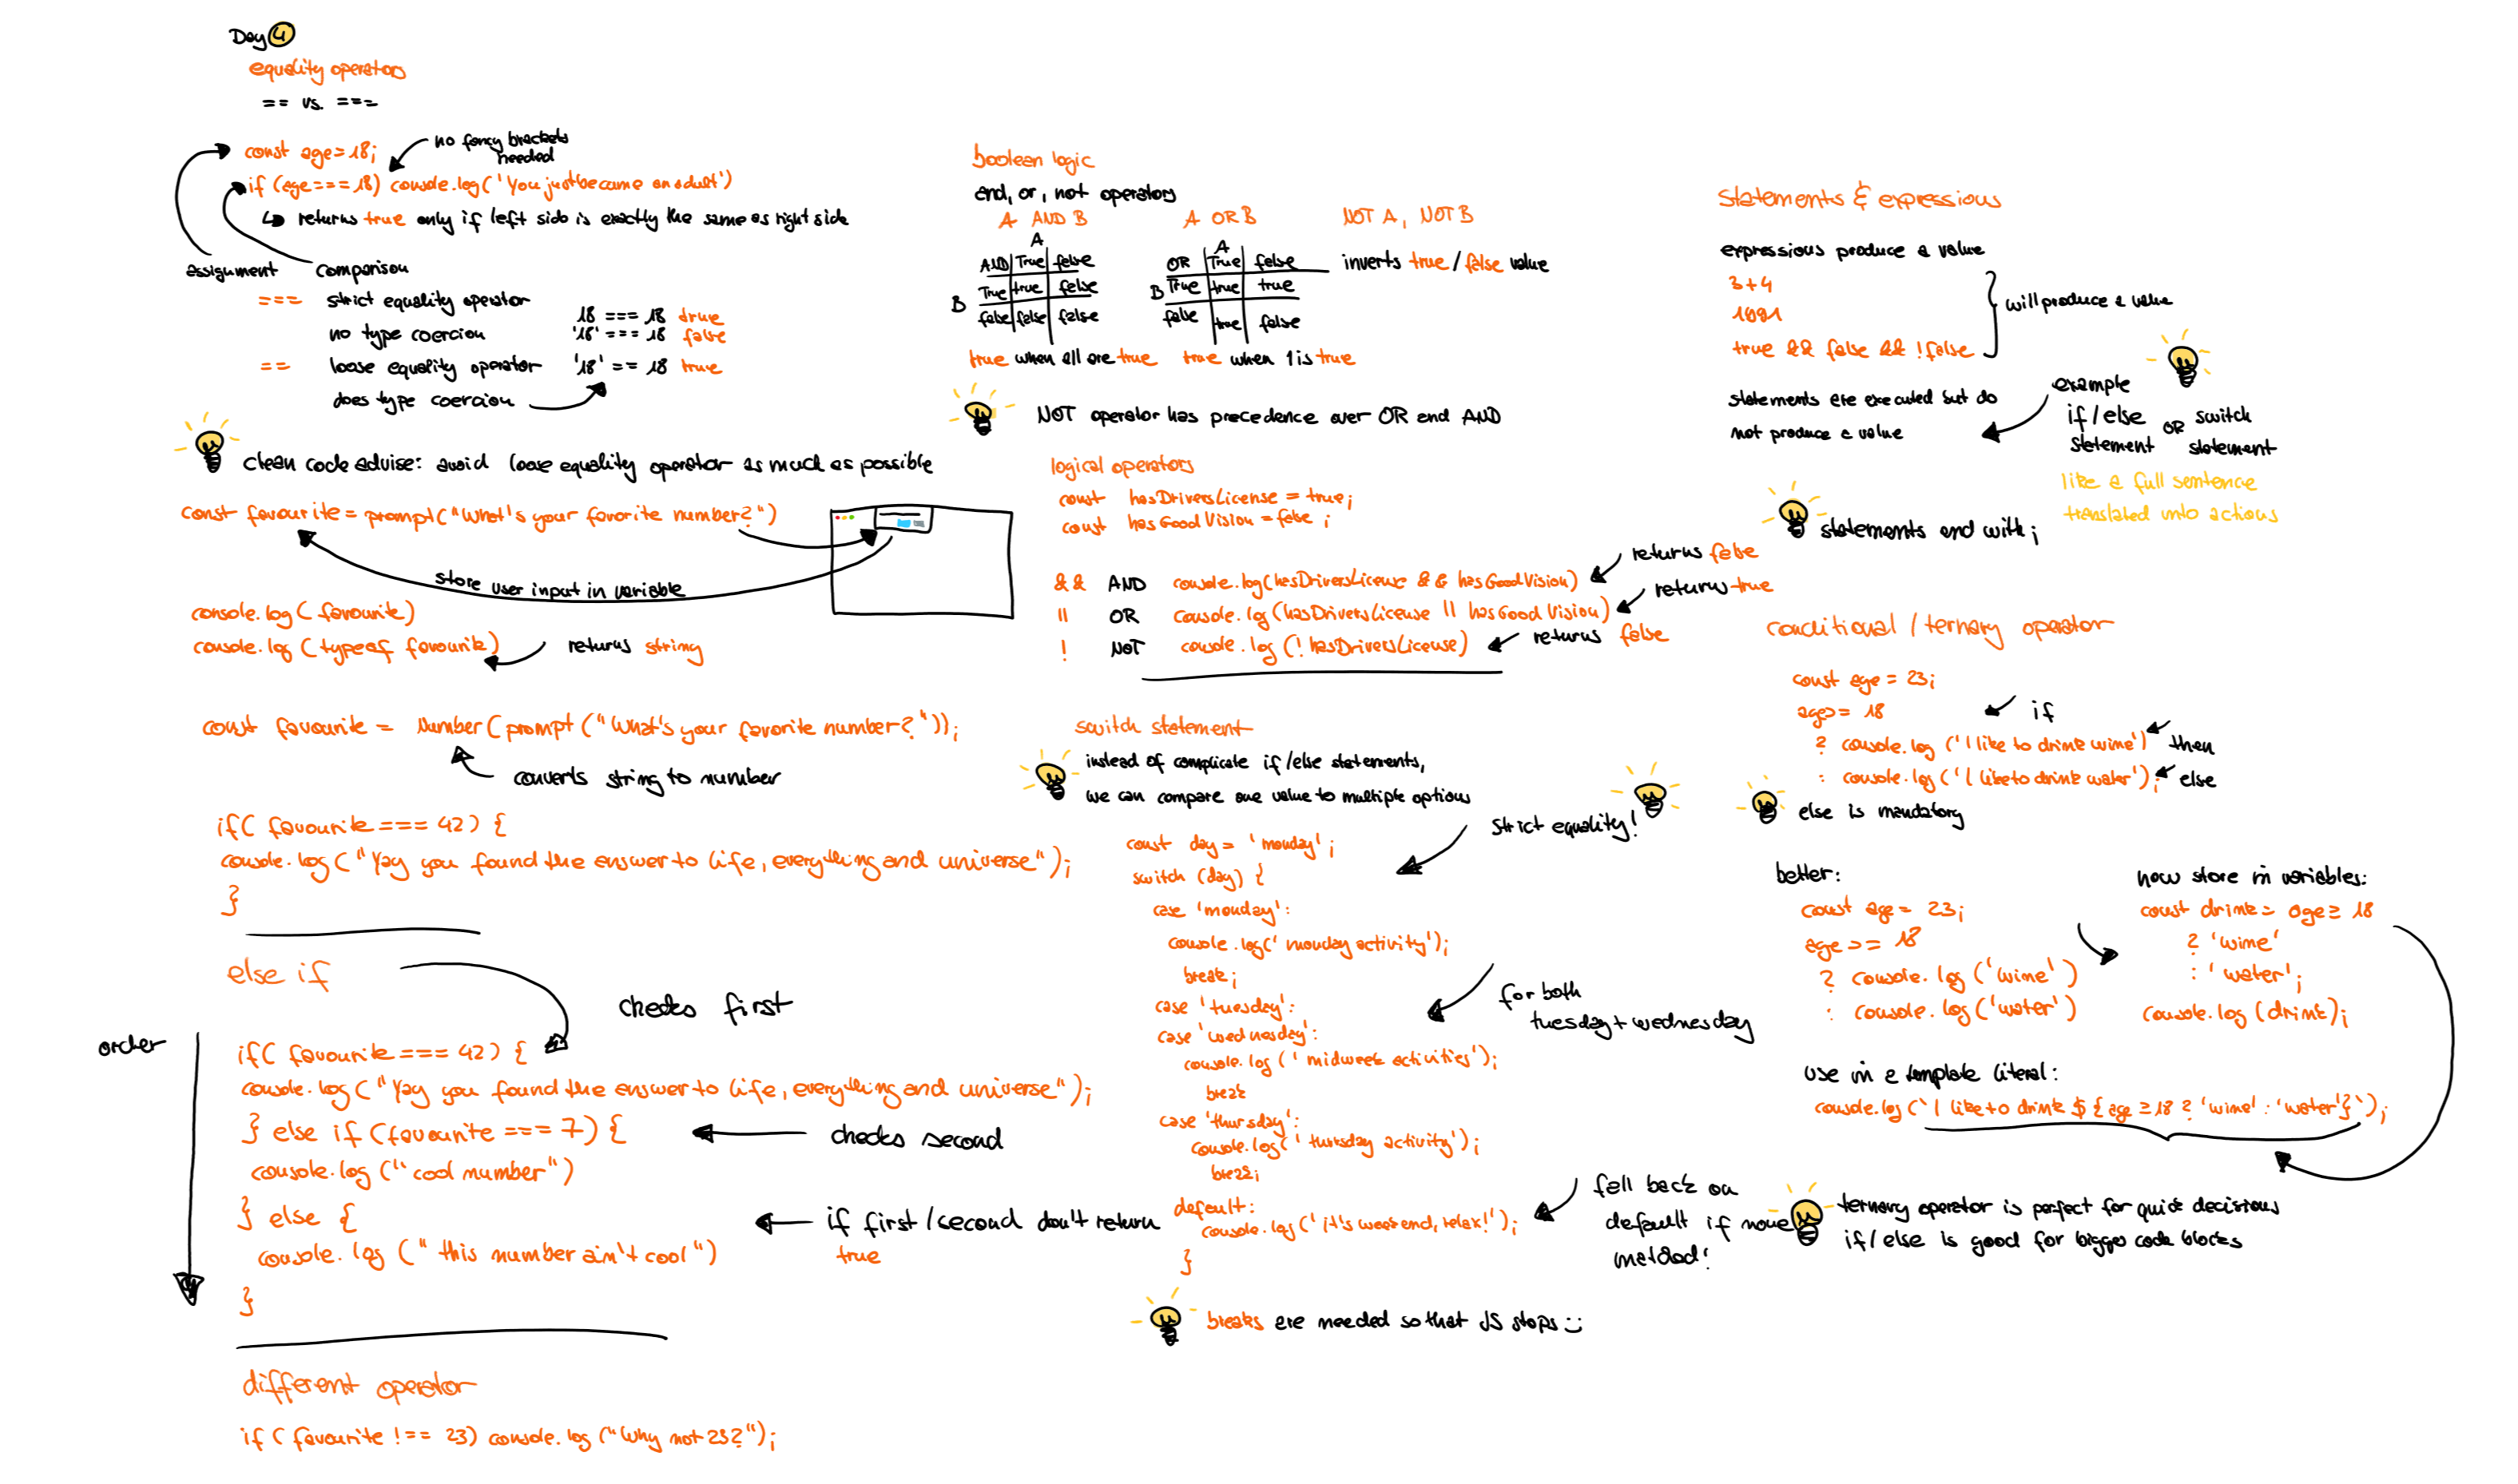 Day 4
equality operators
== vs. ===
const age=18;
no fancy brackets
needed
if (age===18) console.log('You just became an adult')
↳ returns true only if left side is exactly the same as right side
assignment comparison
=== strict equality operator
no type coercion
18 === 18 true
'18' === 18 false
== loose equality operator '18' == 18 true
does type coercion
clean code advise: avoid loose equality operator as much as possible
const favourite = prompt("What's your favorite number?")
store user input in variable
console.log(favourite)
console.log(typeof favourite) returns string
const favourite = Number(prompt("What's your favorite number?"));
converts string to number
if( favourite === 42) {
console.log("Yay you found the answer to life, everything and universe");
}
else if
checks first
order
if( favourite === 42) {
console.log("Yay you found the answer to life, everything and universe");
} else if (favourite === 7) {
checks second
console.log("cool number")
} else {
if first/second don't return
true
console.log ("this number ain't cool")
}
different operator
if ( favourite !== 23) console.log ("Why not 23?");
boolean logic
and, or, not operators
A AND B A OR B NOT A, NOT B
A A
AND True false OR True false inverts true / false value
B True true false B True true true
false false false false true false
true when all are true true when 1 is true
NOT operator has precedence over OR and AND
logical operators
const hasDriversLicense = true;
const hasGoodVision = false;
&& AND console.log(hasDriversLicense && hasGoodVision) returns false
|| OR console.log (hasDriversLicense || hasGoodVision) returns true
! NOT console.log (!hasDriversLicense) returns false
switch statement
instead of complicate if/else statements,
we can compare one value to multiple options
strict equality!
const day = 'monday';
switch (day) {
case 'monday':
console.log('monday activity');
break;
case 'tuesday':
case 'wednesday':
for both
tuesday + wednesday
console.log ('midweek activities');
break
case 'thursday':
console.log('thursday activity');
break;
default:
console.log ('it's weekend, relax!');
}
fall back on
default if none
matched!
breaks are needed so that JS stops
statements & expressions
expressions produce a value
3+4
1991
true && false && !false
will produce a value
statements are executed but do
not produce a value
example
if/else OR switch
statement statement
like a full sentence
translated into actions
statements end with ;
conditional / ternary operator
const age = 23;
age>= 18 if
? console.log ('I like to drink wine') then
: console.log ('I like to drink water'); else
else is mandatory
better:
const age = 23;
age >= 18
? console.log ('wine')
: console.log ('water')
now store in variables:
const drink = age ≥ 18
? 'wine'
: 'water';
console.log (drink);
use in a template literal:
console.log (`I like to drink ${age ≥ 18 ? 'wine' : 'water'}`);
ternary operator is perfect for quick decisions
if/else is good for bigger code blocks